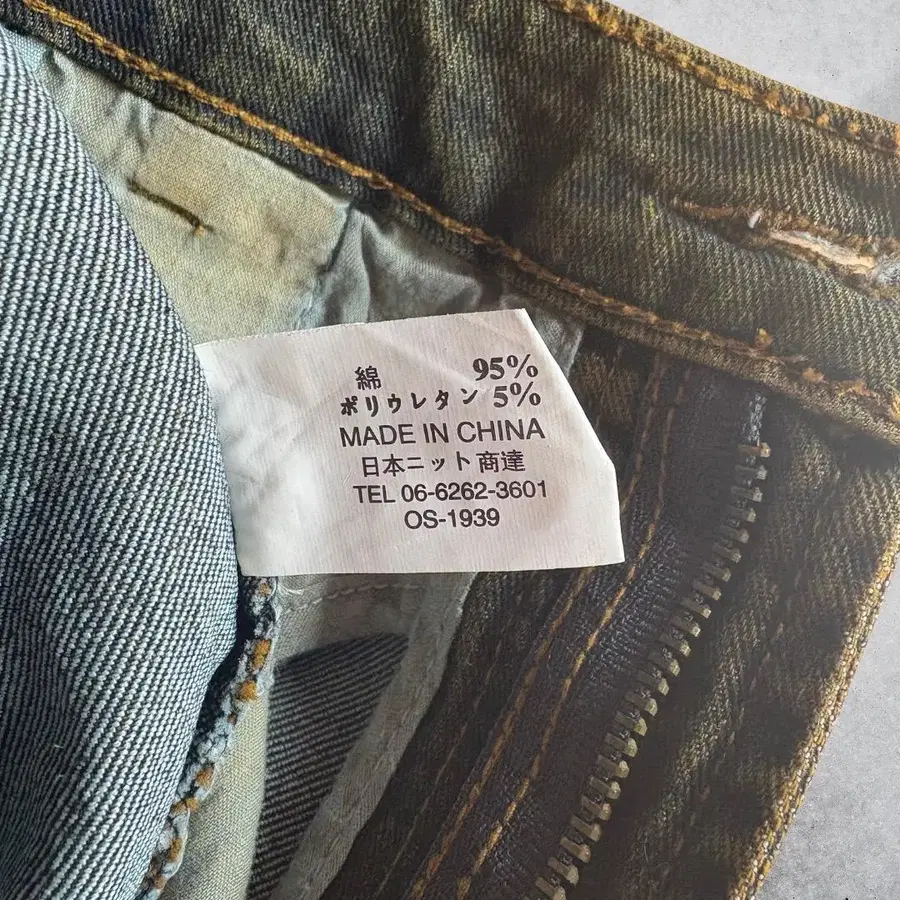 綿 95%
ポリウレタン 5%
MADE IN CHINA
日本ニット商達
TEL 06-6262-3601
OS-1939